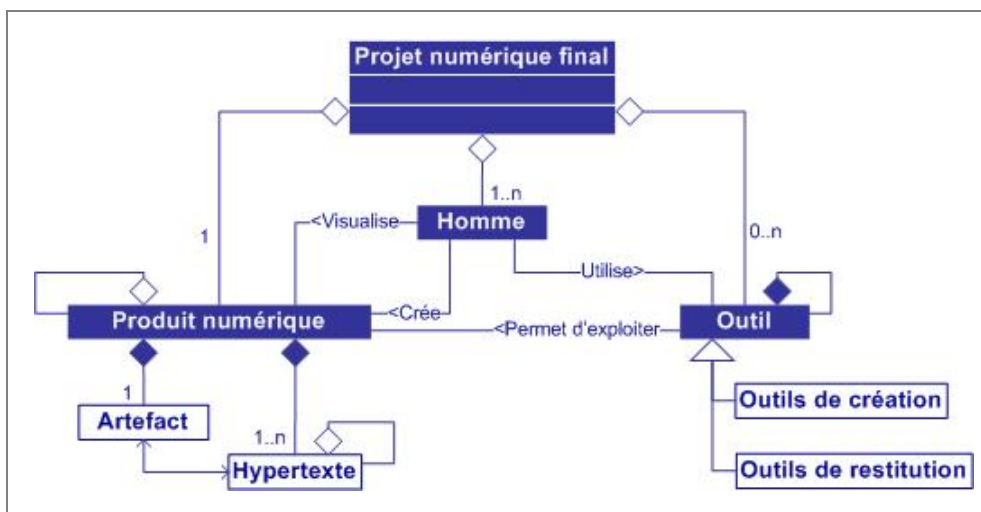 Projet numérique final
1..n
<Visualise
Homme
1
0..n
Utilise>
<Crée
Produit numérique
<Permet d'exploiter
Outil
1
Artefact
1..n
Hypertexte
Outils de création
Outils de restitution